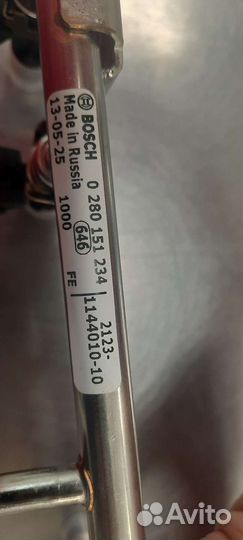 BOSCH 0 280 151 234 2123-
Made in Russia 1144010-10
13-05-25 1000 646 FE
Avito